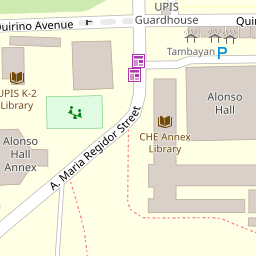 Quirino Avenue
UPIS
Guardhouse
Tambayan
P
UPIS K-2
Library
Alonso
Hall
CHE Annex
Library
Alonso
Hall
Annex
A. Maria Regidor Street